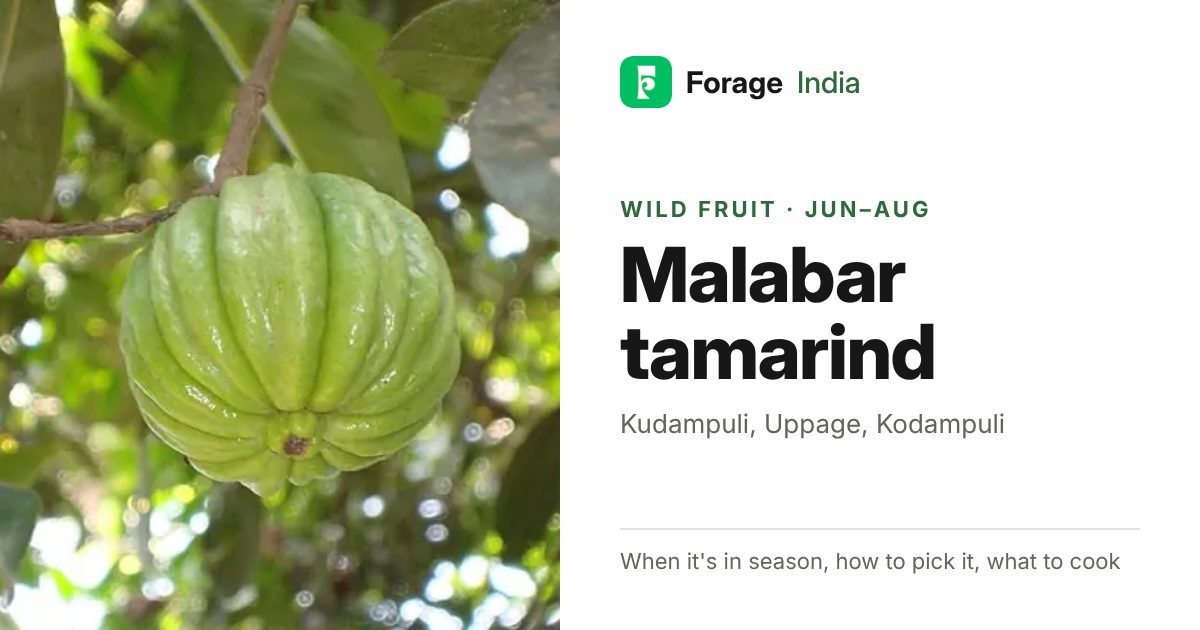 Forage India
WILD FRUIT · JUN–AUG
Malabar
tamarind
Kudampuli, Uppage, Kodampuli
When it's in season, how to pick it, what to cook